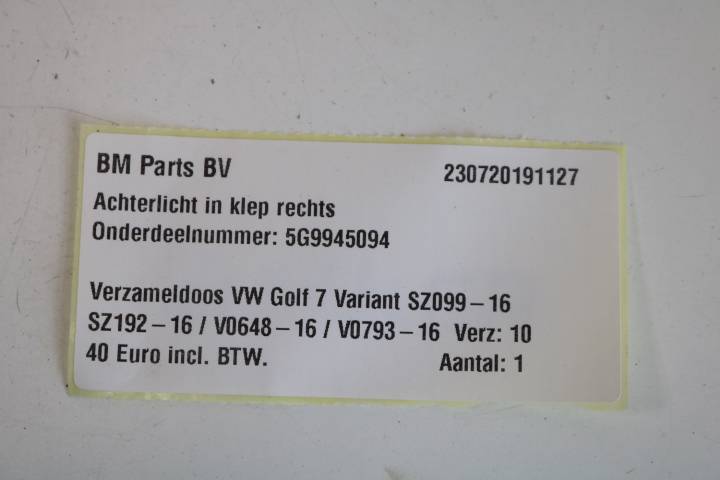 BM Parts BV 230720191127
Achterlicht in klep rechts
Onderdeelnummer: 5G9945094
Verzameldoos VW Golf 7 Variant SZ099-16
SZ192-16 / V0648-16 / V0793-16 Verz: 10
40 Euro incl. BTW. Aantal: 1